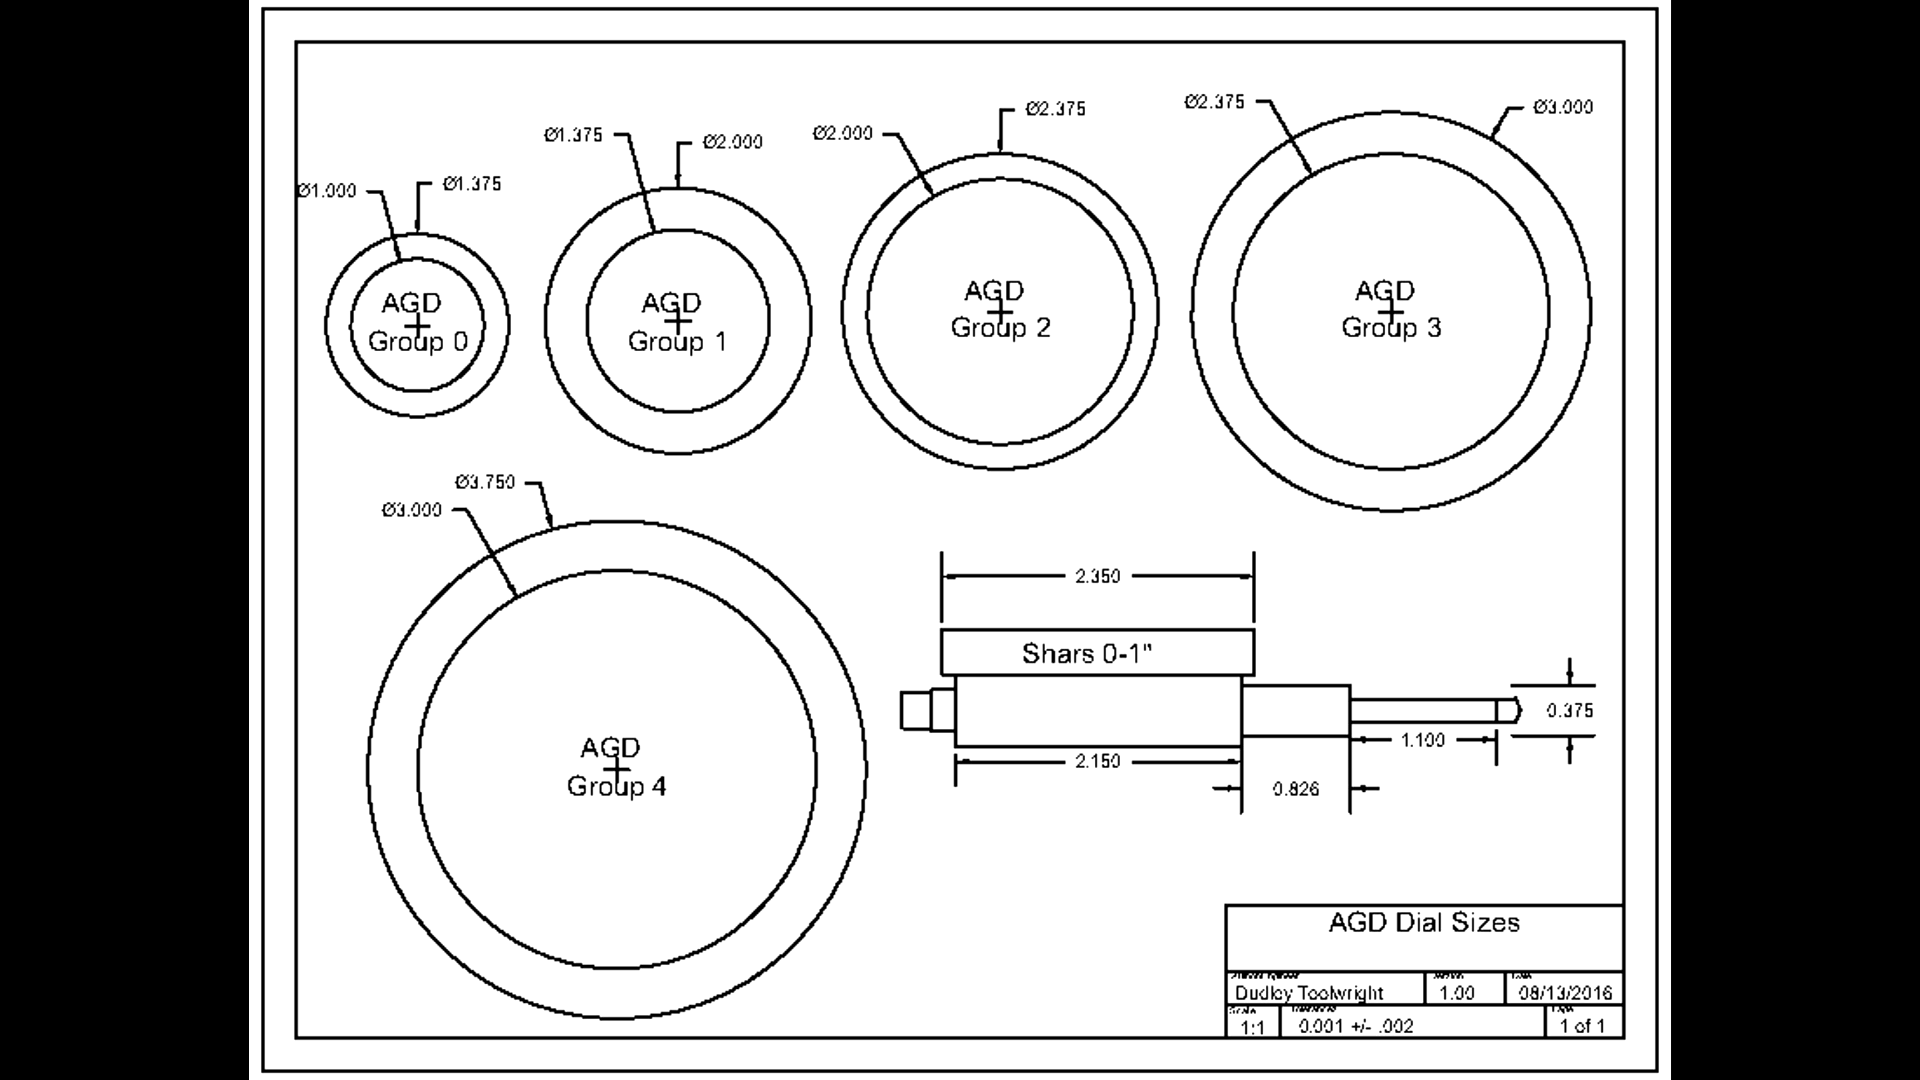 Ø1.000
Ø1.375
AGD
Group 0
Ø1.375
Ø2.000
AGD
Group 1
Ø2.000
Ø2.375
AGD
Group 2
Ø2.375
Ø3.000
AGD
Group 3
Ø3.750
Ø3.000
AGD
Group 4
2.350
Shars 0-1"
0.375
1.100
2.150
0.826
AGD Dial Sizes
Dudley Toolwright
1.00
08/13/2016
Scale
1:1
0.001 +/- .002
1 of 1